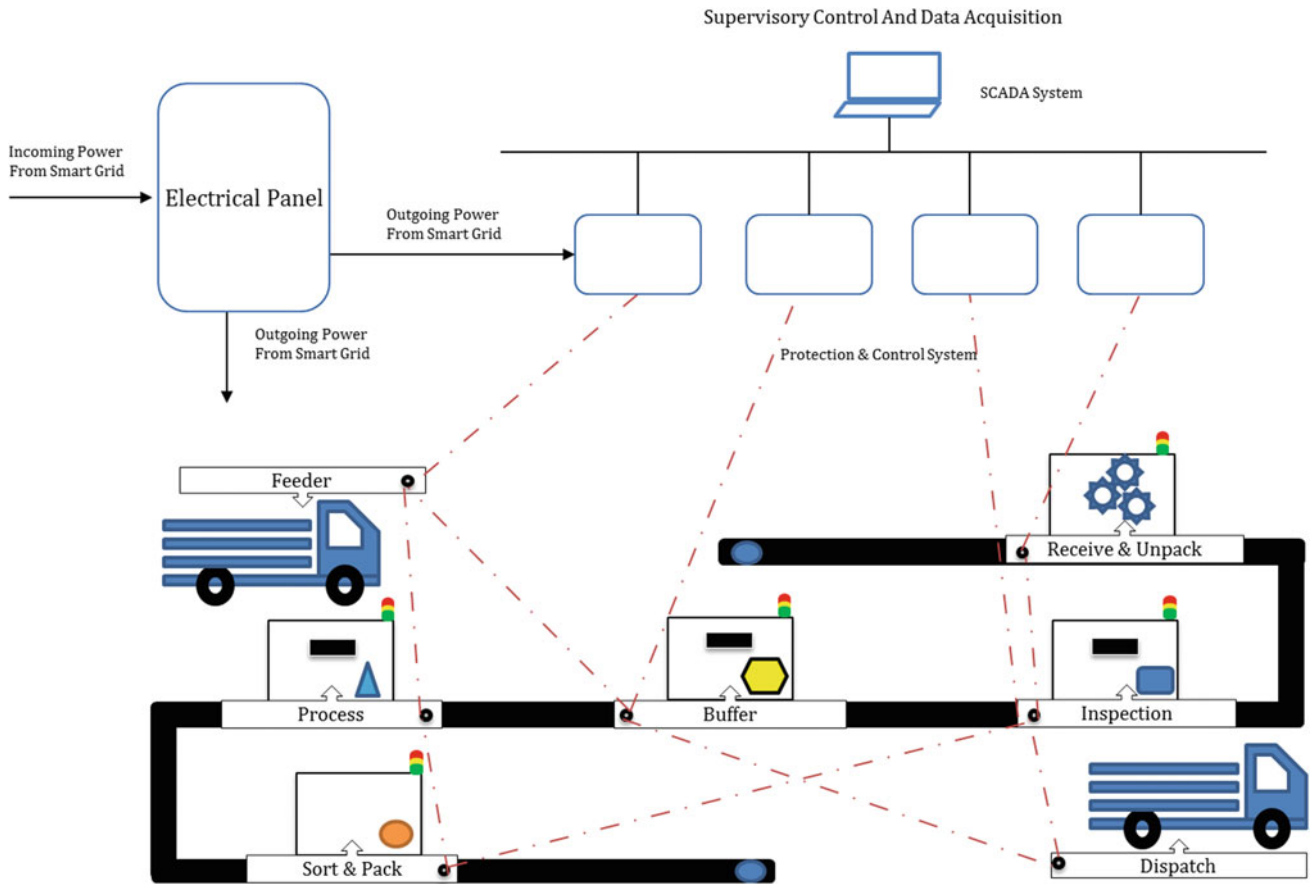 Supervisory Control And Data Acquisition
SCADA System
Incoming Power
From Smart Grid
Electrical Panel
Outgoing Power
From Smart Grid
Outgoing Power
From Smart Grid
Protection & Control System
Feeder
Receive & Unpack
Process
Buffer
Inspection
Sort & Pack
Dispatch